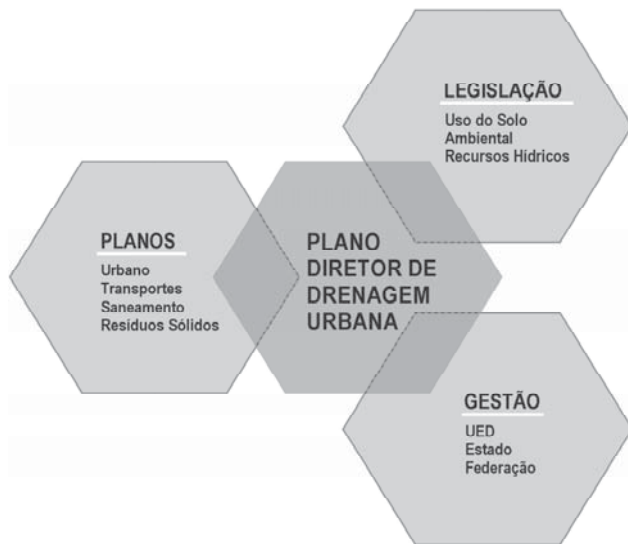 LEGISLAÇÃO
Uso do Solo
Ambiental
Recursos Hídricos
PLANOS
Urbano
Transportes
Saneamento
Resíduos Sólidos
PLANO
DIRETOR DE
DRENAGEM
URBANA
GESTÃO
UED
Estado
Federação